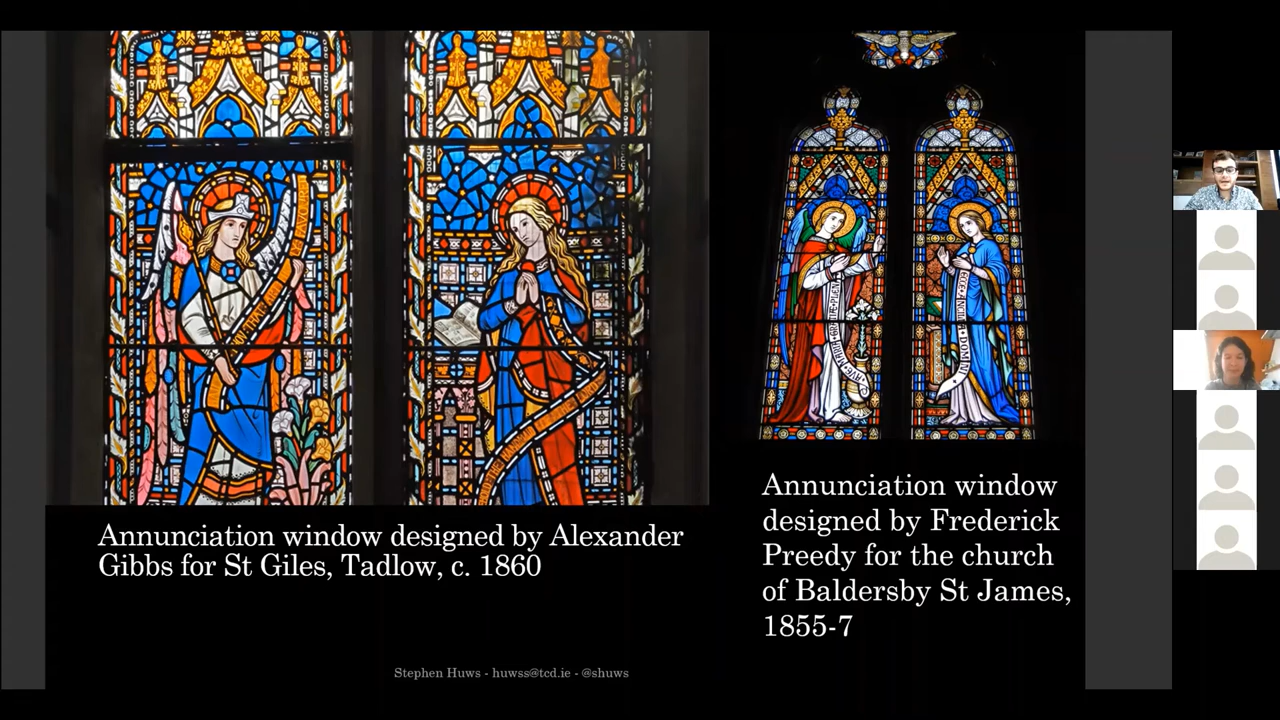 Annunciation window designed by Alexander
Gibbs for St Giles, Tadlow, c. 1860
Annunciation window
designed by Frederick
Preedy for the church
of Baldersby St James,
1855-7
Stephen Huws - huwss@tcd.ie - @shuws